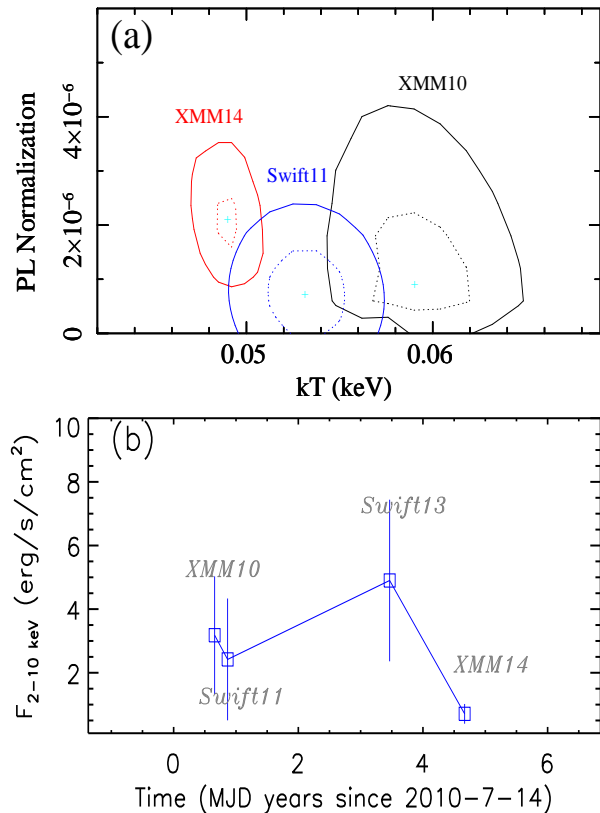 (a)
XMM10
XMM14
Swift11
PL Normalization
4×10−6
2×10−6
0
0.05
0.06
kT (keV)
(b)
10
8
6
4
2
F2−10 keV (erg/s/cm2)
Swift13
XMM10
XMM14
Swift11
0
2
4
6
Time (MJD years since 2010−7−14)